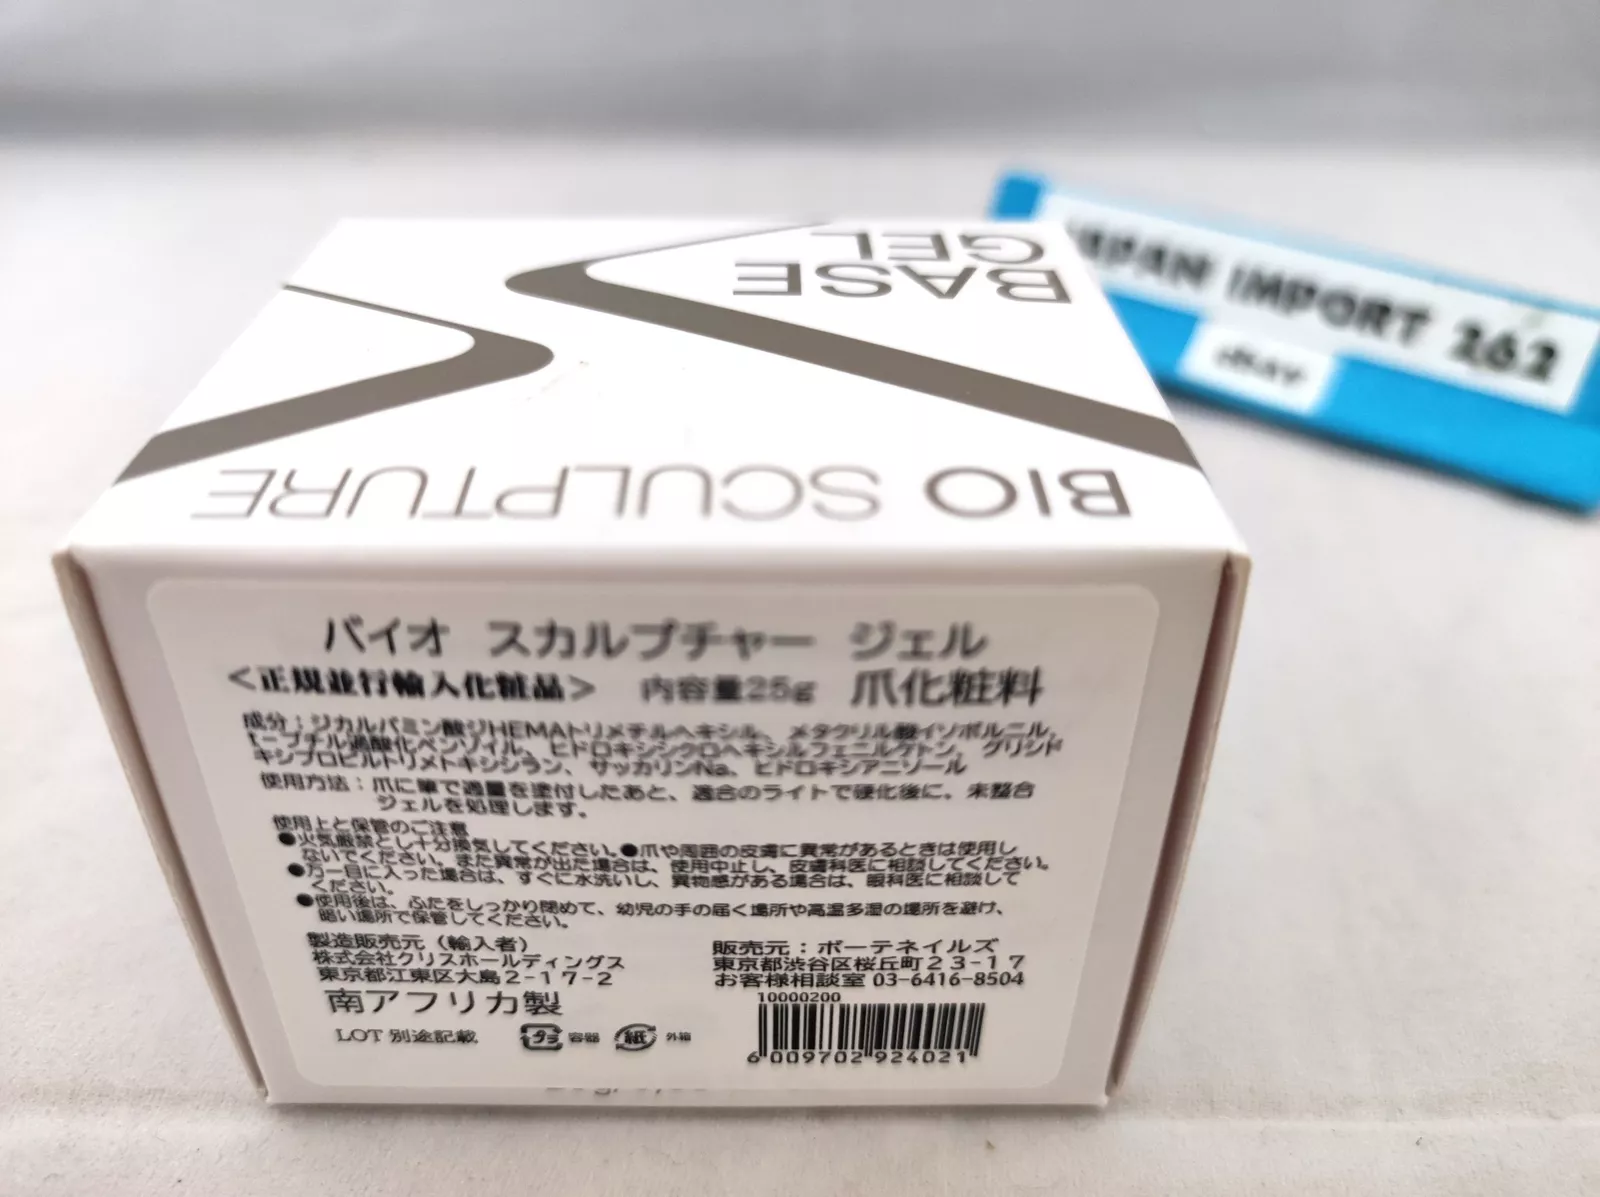 BASE
GEL
BIO SCULPTURE
JAPAN IMPORT 262
eBay
バイオ スカルプチャー ジェル
<正規並行輸入化粧品> 内容量25g 爪化粧料
成分：ジカルバミン酸ジHEMAトリメチルヘキシル、メタクリル酸イソボルニル、
t-ブチル過酸化ベンゾイル、ヒドロキシシクロヘキシルフェニルケトン、グリシド
キシプロピルトリメトキシシラン、サッカリンNa、ヒドロキシアニソール
使用方法：爪に筆で適量を塗付したあと、適合のライトで硬化後に、未整合
ジェルを処理します。
使用上と保管のご注意
●火気厳禁とし十分換気してください。●爪や周囲の皮膚に異常があるときは使用し
ないでください。また異常が出た場合は、使用中止し、皮膚科医に相談してください。
●万一目に入った場合は、すぐに水洗いし、異物感がある場合は、眼科医に相談して
ください。
●使用後は、ふたをしっかり閉めて、幼児の手の届く場所や高温多湿の場所を避け、
暗い場所で保管してください。
製造販売元（輸入者）
株式会社クリスホールディングス
東京都江東区大島2-17-2
南アフリカ製
LOT 別途記載
プラ 容器 紙 外箱
販売元：ボーテネイルズ
東京都渋谷区桜丘町23-17
お客様相談室 03-6416-8504
10000200
6 009702 924021